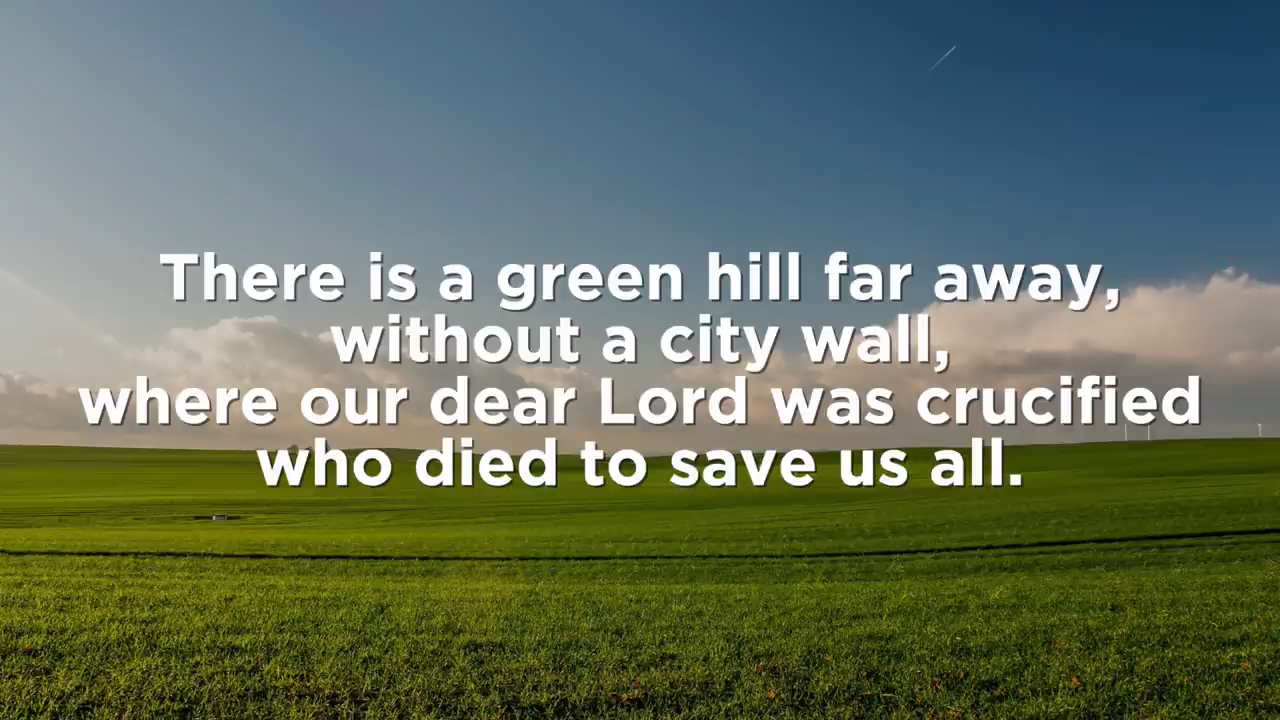 There is a green hill far away,
without a city wall,
where our dear Lord was crucified
who died to save us all.